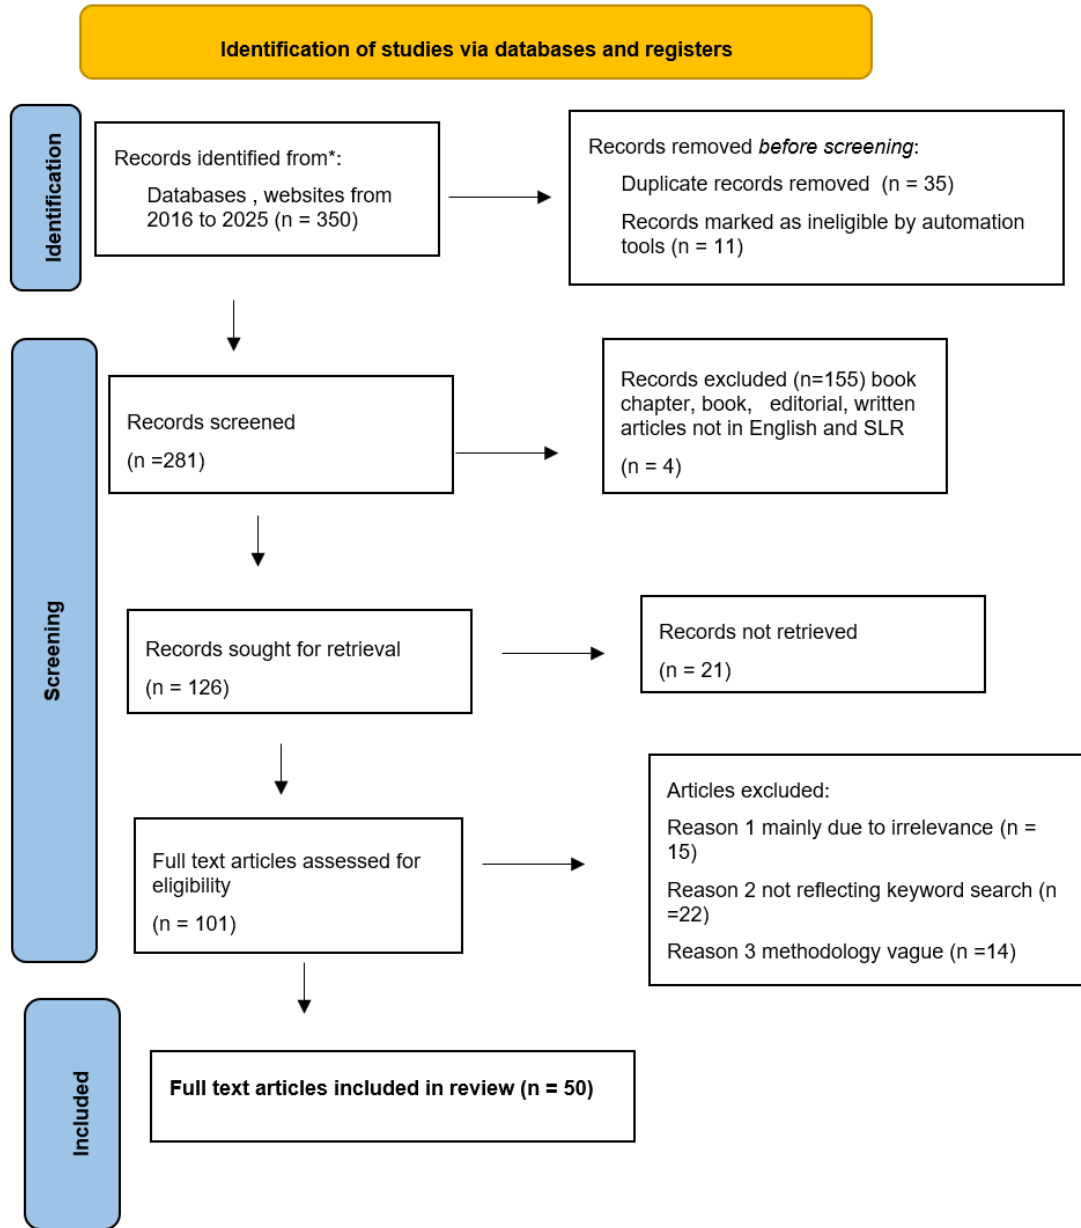 Identification of studies via databases and registers
Identification
Records identified from*:
Databases , websites from
2016 to 2025 (n = 350)
Records removed before screening:
Duplicate records removed (n = 35)
Records marked as ineligible by automation
tools (n = 11)
Screening
Records screened
(n =281)
Records excluded (n=155) book
chapter, book, editorial, written
articles not in English and SLR
(n = 4)
Records sought for retrieval
(n = 126)
Records not retrieved
(n = 21)
Full text articles assessed for
eligibility
(n = 101)
Articles excluded:
Reason 1 mainly due to irrelevance (n =
15)
Reason 2 not reflecting keyword search (n
=22)
Reason 3 methodology vague (n =14)
Included
Full text articles included in review (n = 50)